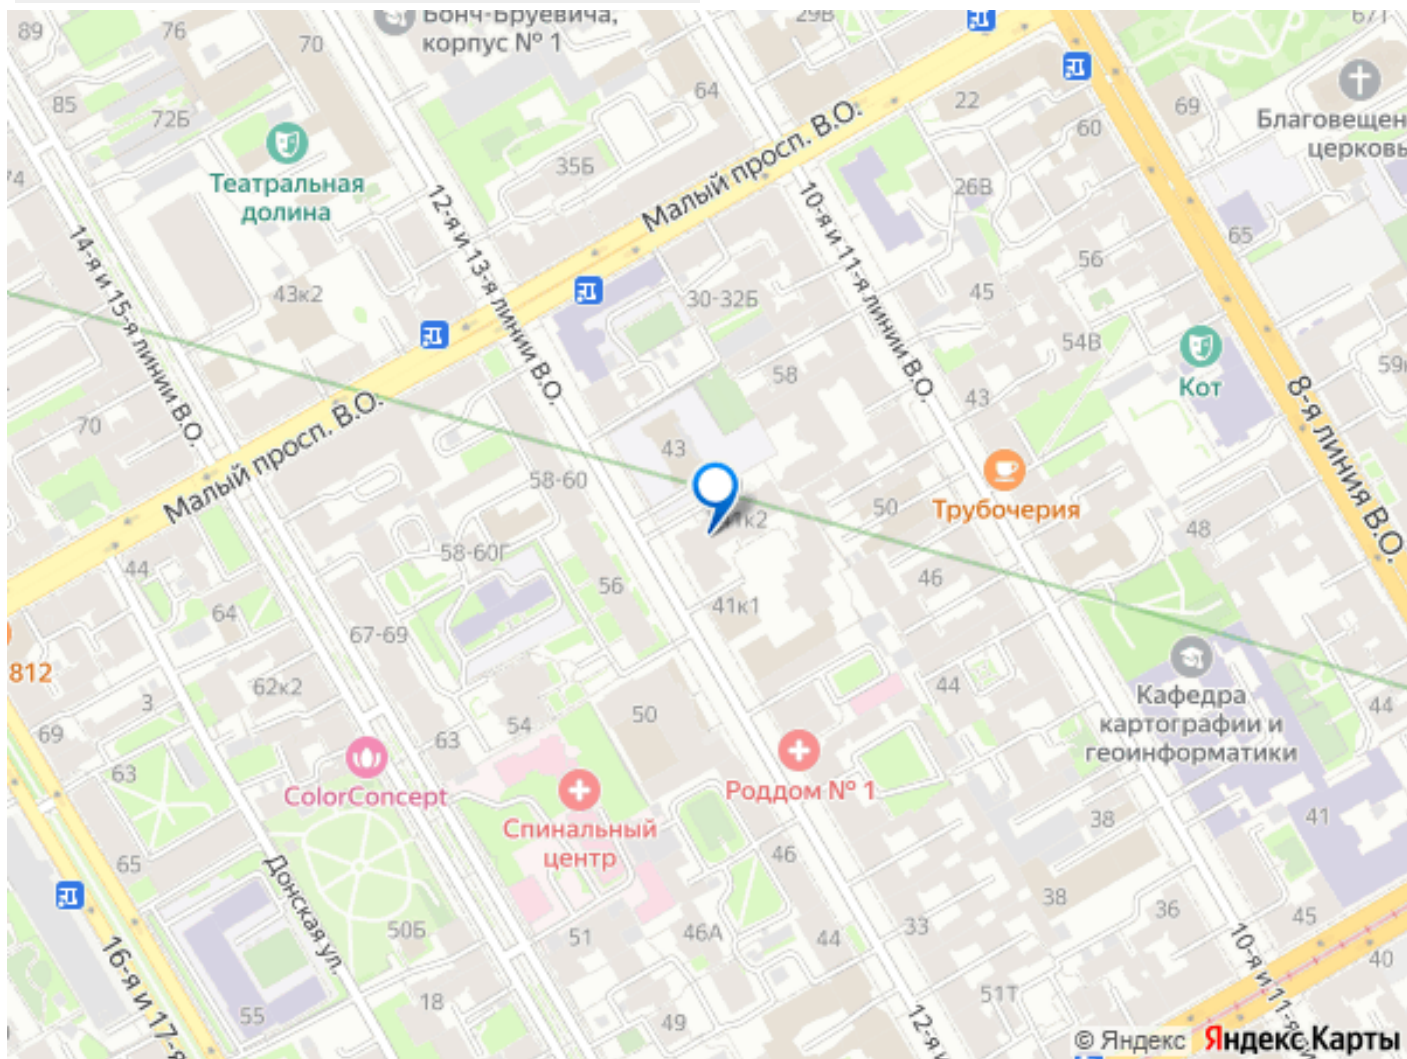 89
76
70
Бонч-Бруевича,
корпус № 1
29В
67Т
85
72Б
64
22
60
69
Благовещен
церковь
74
Театральная
долина
35Б
Малый просп. В.О.
26В
65
12-я и 13-я линии В.О.
10-я и 11-я линии В.О.
14-я и 15-я линии В.О.
43к2
30-32Б
45
56
54В
58
43
Кот
8-я линия В.О.
70
Малый просп. В.О.
43
58-60
Трубочерия
50
48
41к2
58-60Г
56
46
44
64
41к1
67-69
812
62к2
3
69
54
50
44
Кафедра
картографии и
геоинформатики
44
63
63
ColorConcept
Роддом № 1
Спинальный
центр
38
41
65
46
Донская ул.
50Б
51
46А
44
33
38
36
45
16-я и 17-я
10-я и 11-я
40
18
55
49
51Т
12-я и
© Яндекс Яндекс Карты